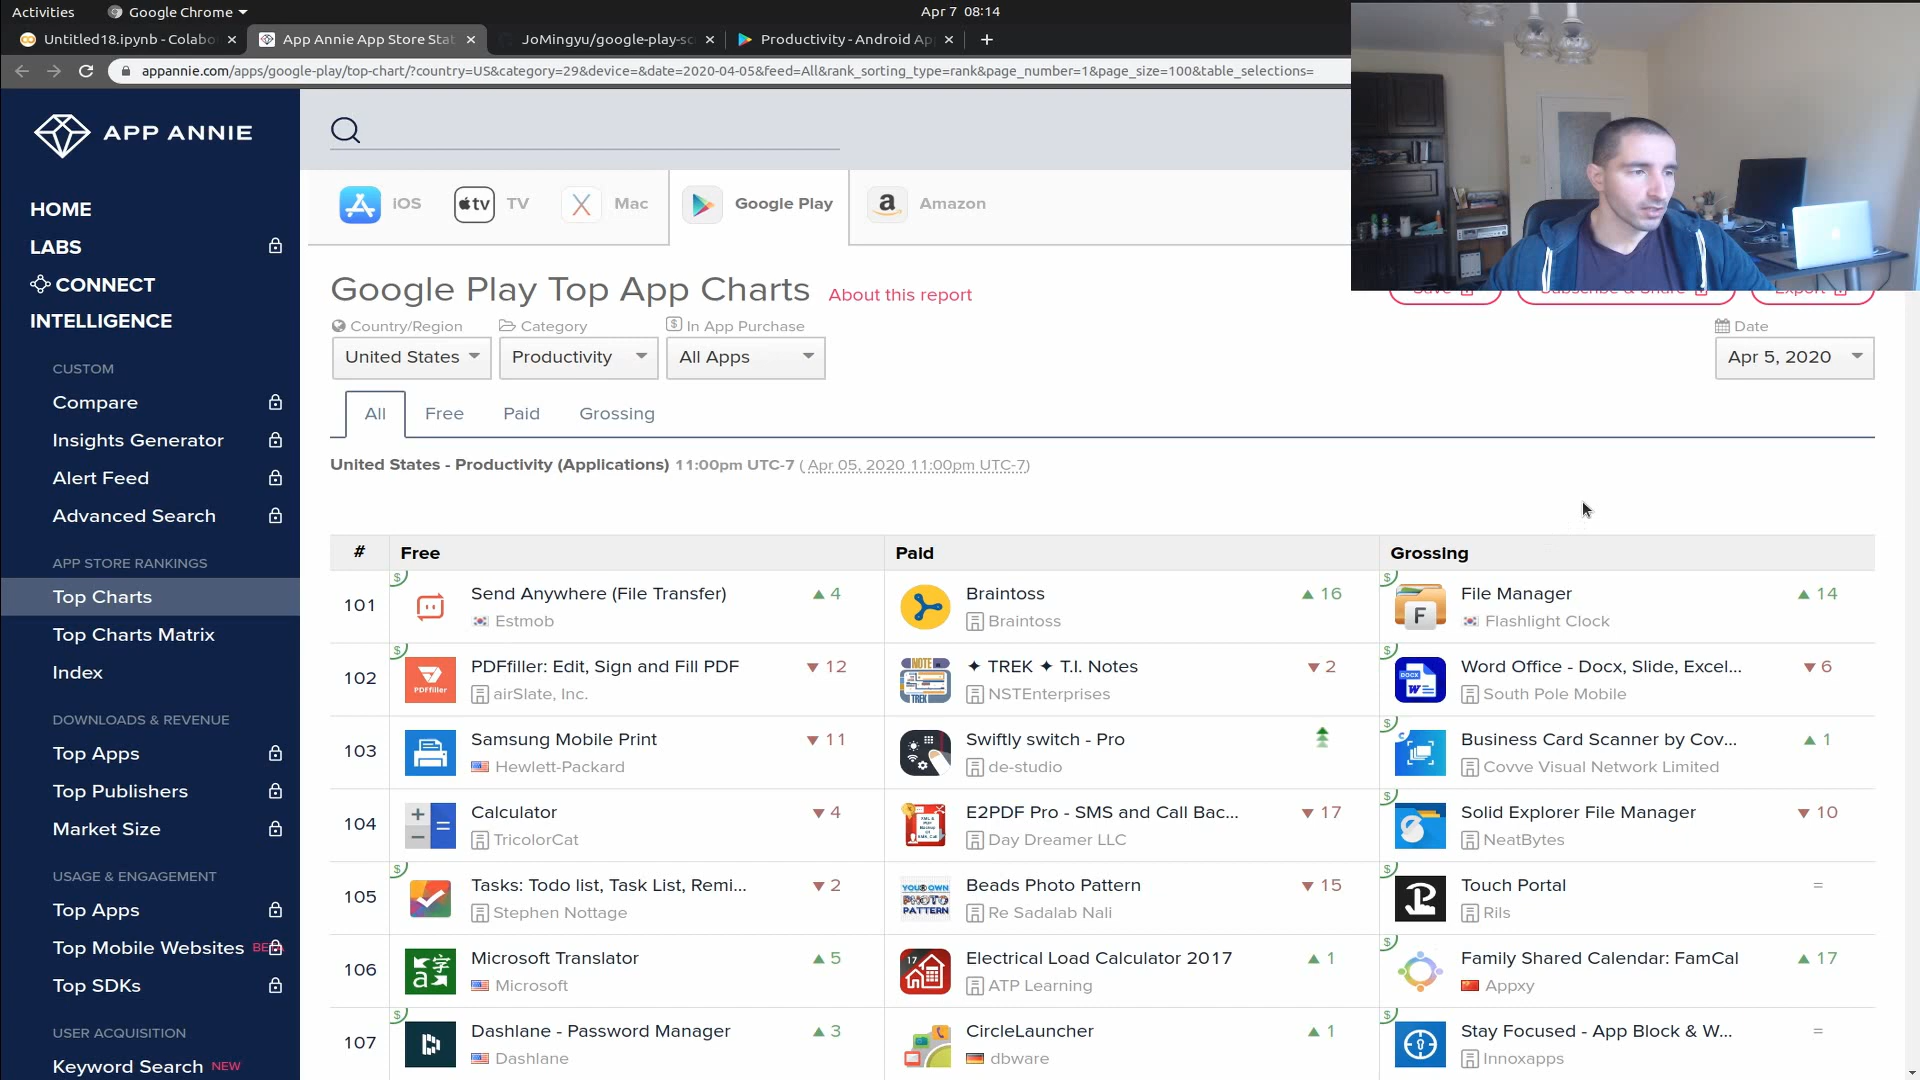 Activities
Google Chrome
Apr 7 08:14
Untitled18.ipynb - Colabo
App Annie App Store Stat
JoMingyu/google-play-sc
Productivity - Android Ap
appannie.com/apps/google-play/top-chart/?country=US&category=29&device=&date=2020-04-05&feed=All&rank_sorting_type=rank&page_number=1&page_size=100&table_selections=
APP ANNIE
HOME
LABS
CONNECT
INTELLIGENCE
CUSTOM
Compare
Insights Generator
Alert Feed
Advanced Search
APP STORE RANKINGS
Top Charts
Top Charts Matrix
Index
DOWNLOADS & REVENUE
Top Apps
Top Publishers
Market Size
USAGE & ENGAGEMENT
Top Apps
Top Mobile Websites BETA
Top SDKs
USER ACQUISITION
Keyword Search NEW
iOS
tv TV
Mac
Google Play
a Amazon
Google Play Top App Charts About this report
Save Subscribe & Share Export
Country/Region Category In App Purchase Date
United States Productivity All Apps Apr 5, 2020
All Free Paid Grossing
United States - Productivity (Applications) 11:00pm UTC-7 ( Apr 05, 2020 11:00pm UTC-7)
# Free Paid Grossing
101 Send Anywhere (File Transfer) ▲ 4 Braintoss ▲ 16 File Manager ▲ 14
Estmob Braintoss Flashlight Clock
102 PDFfiller: Edit, Sign and Fill PDF ▼ 12 ✦ TREK ✦ T.I. Notes ▼ 2 Word Office - Docx, Slide, Excel... ▼ 6
airSlate, Inc. NSTEnterprises South Pole Mobile
103 Samsung Mobile Print ▼ 11 Swiftly switch - Pro Business Card Scanner by Cov... ▲ 1
Hewlett-Packard de-studio Covve Visual Network Limited
104 Calculator ▼ 4 E2PDF Pro - SMS and Call Bac... ▼ 17 Solid Explorer File Manager ▼ 10
TricolorCat Day Dreamer LLC NeatBytes
105 Tasks: Todo list, Task List, Remi... ▼ 2 Beads Photo Pattern ▼ 15 Touch Portal =
Stephen Nottage Re Sadalab Nali Rils
106 Microsoft Translator ▲ 5 Electrical Load Calculator 2017 ▲ 1 Family Shared Calendar: FamCal ▲ 17
Microsoft ATP Learning Appxy
107 Dashlane - Password Manager ▲ 3 CircleLauncher ▲ 1 Stay Focused - App Block & W... =
Dashlane dbware Innoxapps